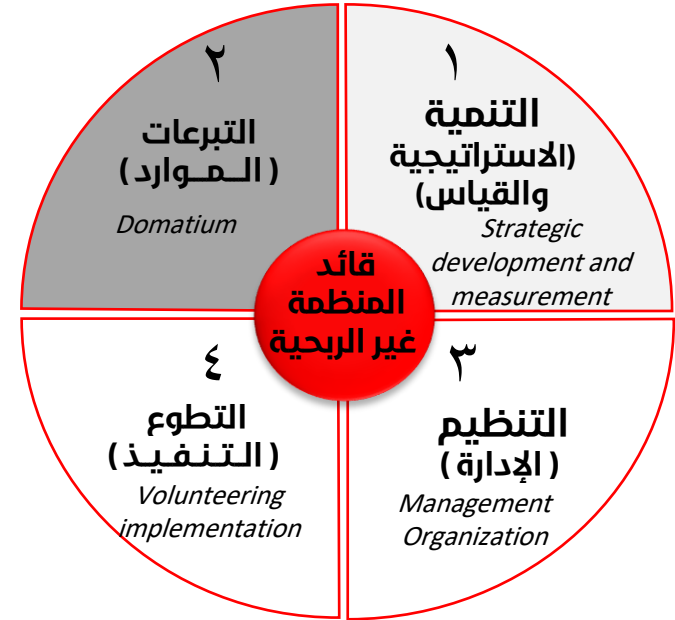 ١
التنمية
(الاستراتيجية
والقياس)
Strategic
development and
measurement
٢
التبرعات
(الــمــوارد)
Domatium
قائد
المنظمة
غير الربحية
٣
التنظيم
(الإدارة)
Management
Organization
٤
التطوع
(الـتـنـفـيـذ)
Volunteering
implementation